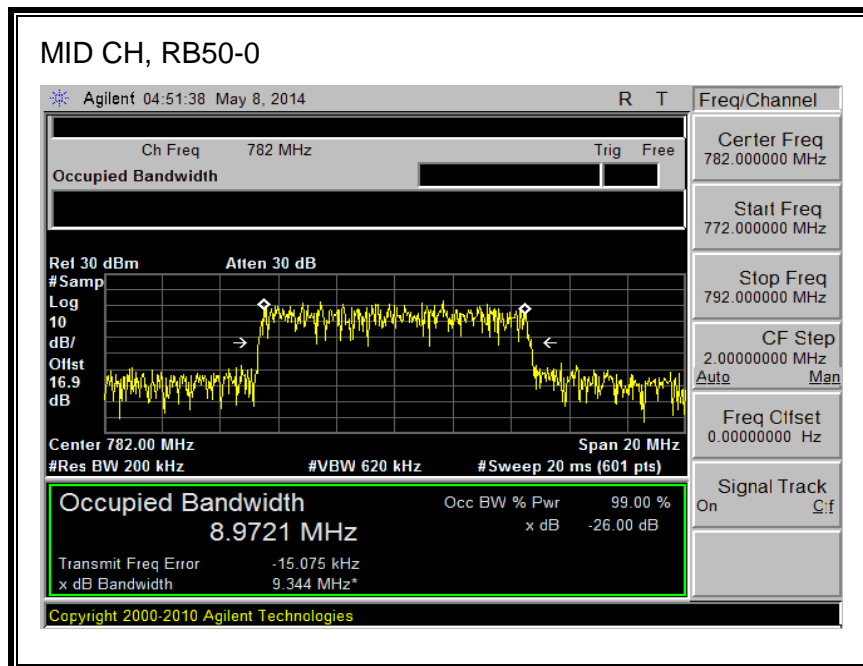 MID CH, RB50-0
Agilent 04:51:38 May 8, 2014 R T
Freq/Channel
Ch Freq 782 MHz Trig Free
Occupied Bandwidth
Center Freq
782.000000 MHz
Start Freq
772.000000 MHz
Stop Freq
792.000000 MHz
CF Step
2.00000000 MHz
Auto Man
Freq Offset
0.00000000 Hz
Signal Track
On Off
Ref 30 dBm Atten 30 dB
#Samp
Log
10
dB/
Offst
16.9
dB
Center 782.00 MHz Span 20 MHz
#Res BW 200 kHz #VBW 620 kHz #Sweep 20 ms (601 pts)
Occupied Bandwidth
8.9721 MHz
Occ BW % Pwr 99.00 %
x dB -26.00 dB
Transmit Freq Error -15.075 kHz
x dB Bandwidth 9.344 MHz*
Copyright 2000-2010 Agilent Technologies